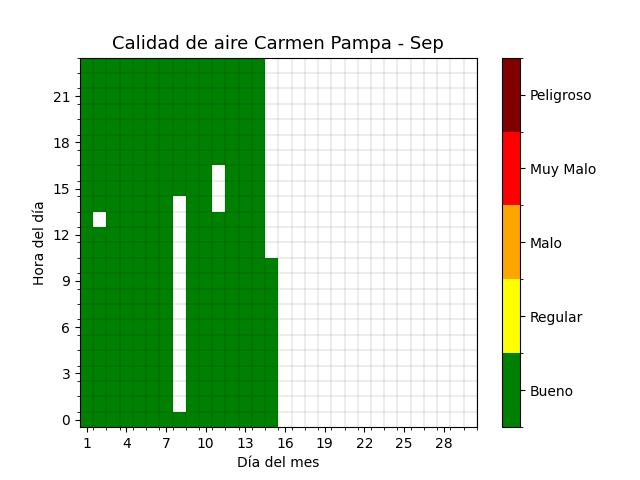 Calidad de aire Carmen Pampa - Sep
Hora del día
21
18
15
12
9
6
3
0
1 4 7 10 13 16 19 22 25 28
Día del mes
Peligroso
Muy Malo
Malo
Regular
Bueno